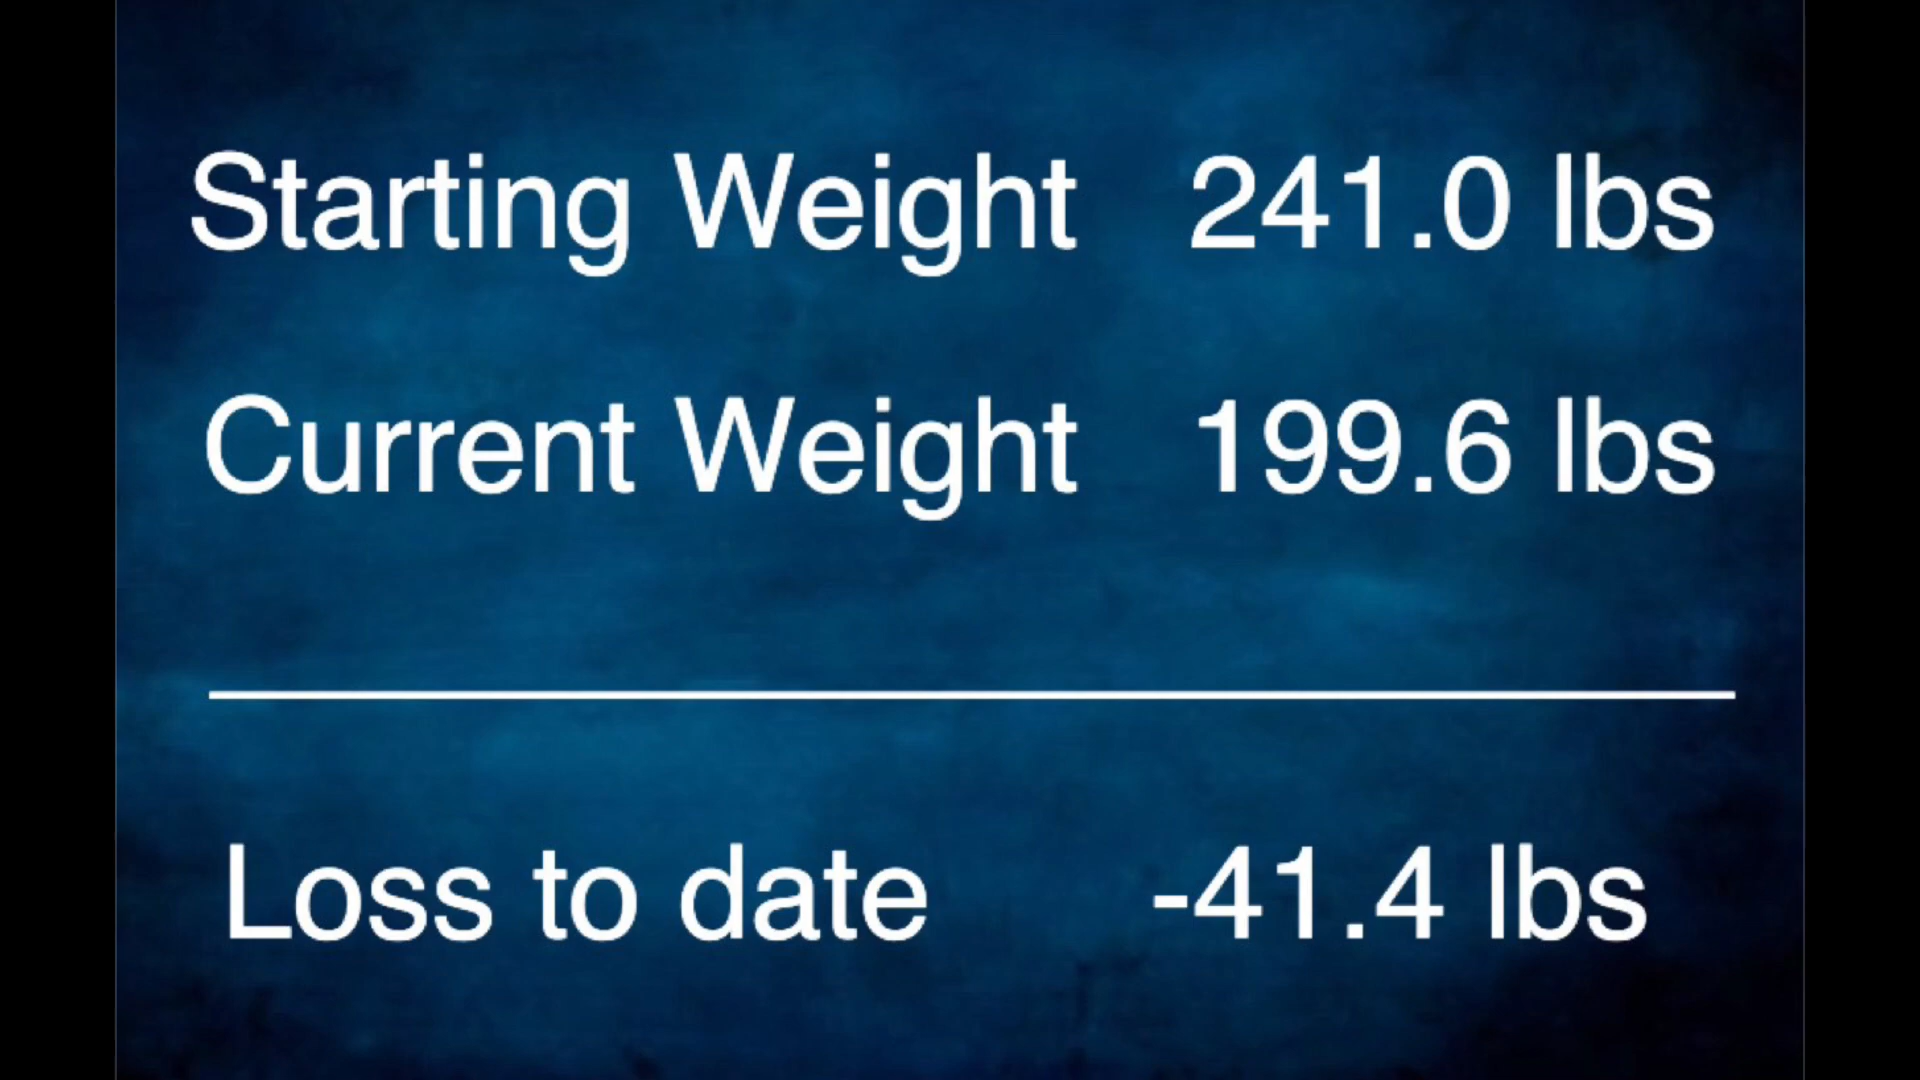 Starting Weight 241.0 lbs
Current Weight 199.6 lbs
Loss to date -41.4 lbs